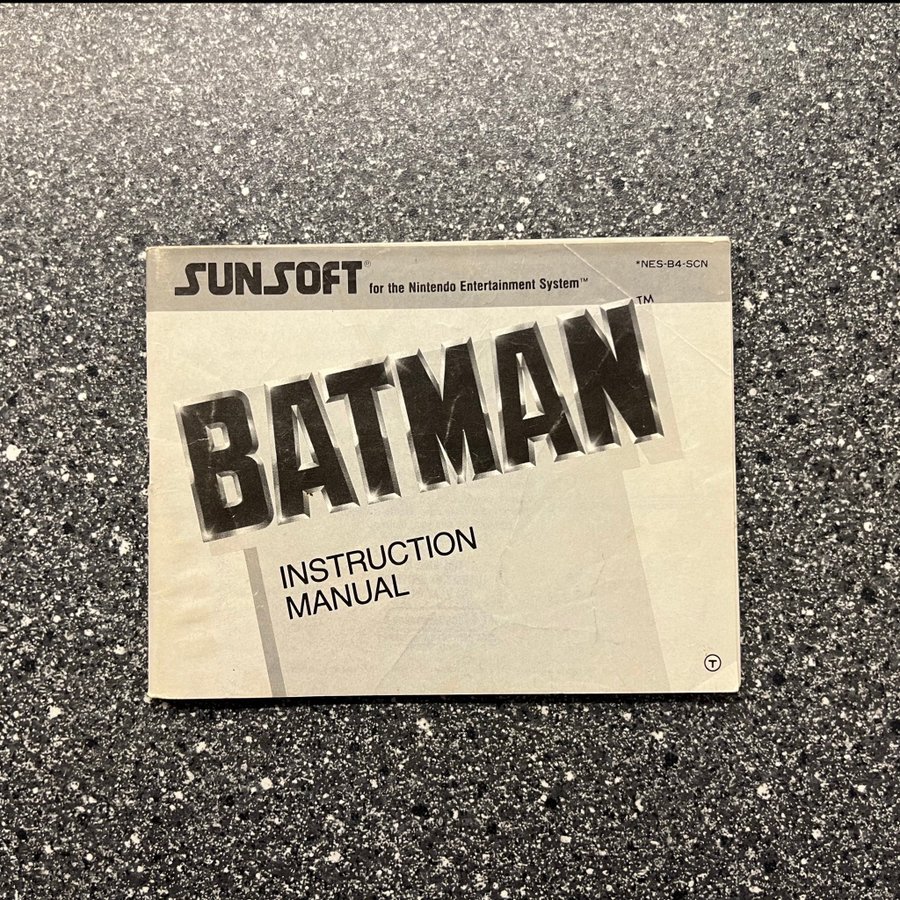 SUNSOFT® for the Nintendo Entertainment System™
*NES-B4-SCN
BATMAN™
INSTRUCTION
MANUAL
T